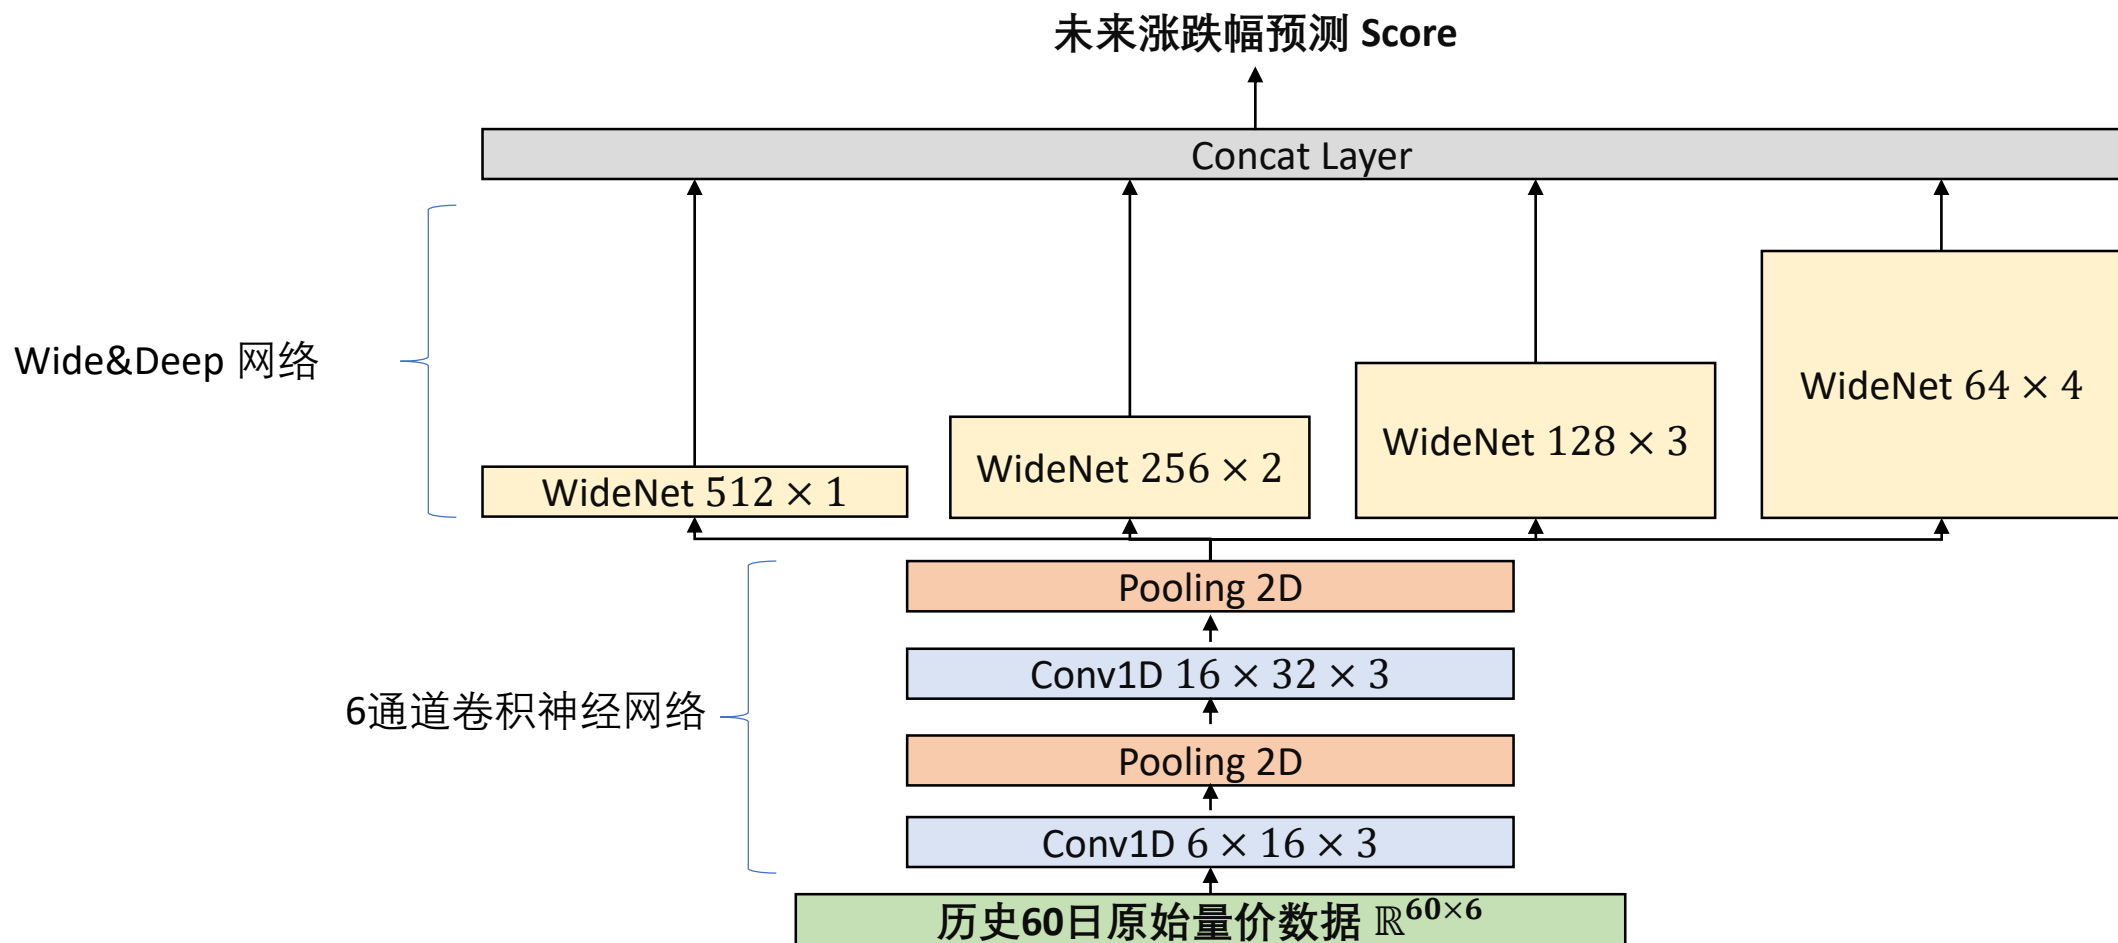 未来涨跌幅预测 Score
Concat Layer
Wide&Deep 网络
WideNet 512 × 1
WideNet 256 × 2
WideNet 128 × 3
WideNet 64 × 4
Pooling 2D
Conv1D 16 × 32 × 3
6通道卷积神经网络
Pooling 2D
Conv1D 6 × 16 × 3
历史60日原始量价数据 ℝ^{60×6}